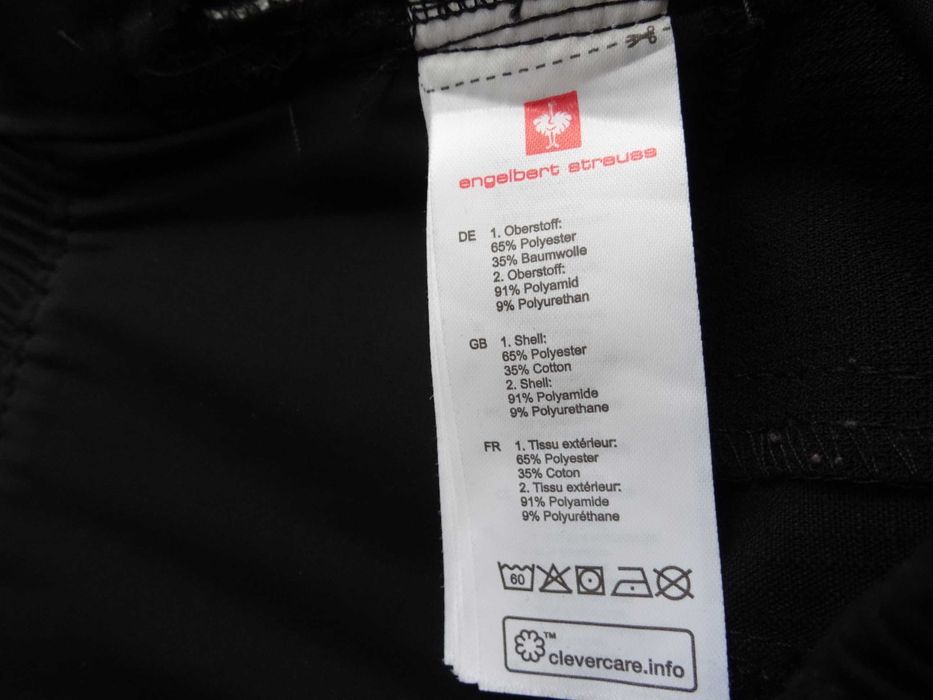 engelbert strauss
DE 1. Oberstoff:
65% Polyester
35% Baumwolle
2. Oberstoff:
91% Polyamid
9% Polyurethan
GB 1. Shell:
65% Polyester
35% Cotton
2. Shell:
91% Polyamide
9% Polyurethane
FR 1. Tissu extérieur:
65% Polyester
35% Coton
2. Tissu extérieur:
91% Polyamide
9% Polyuréthane
60
™ clevercare.info